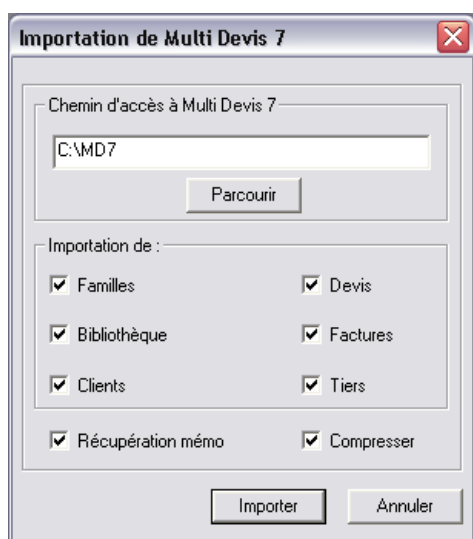 Importation de Multi Devis 7
Chemin d'accès à Multi Devis 7
C:\MD7
Parcourir
Importation de :
Familles
Devis
Bibliothèque
Factures
Clients
Tiers
Récupération mémo
Compresser
Importer
Annuler